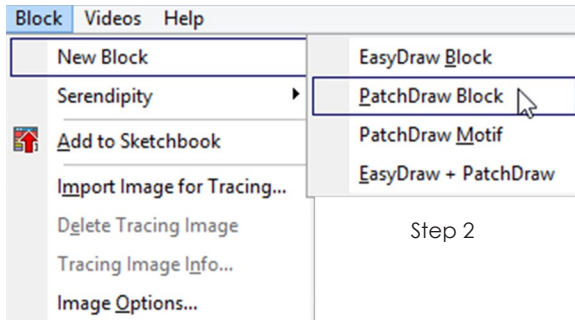 Block Videos Help
New Block
Serendipity
Add to Sketchbook
Import Image for Tracing...
Delete Tracing Image
Tracing Image Info...
Image Options...
EasyDraw Block
PatchDraw Block
PatchDraw Motif
EasyDraw + PatchDraw
Step 2